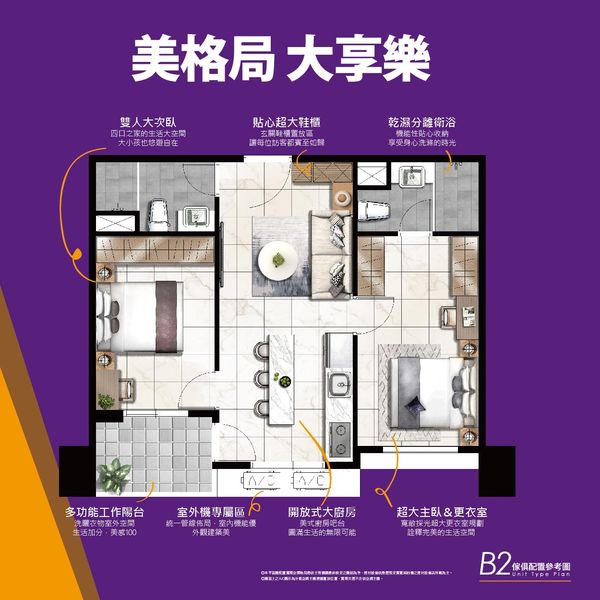 美格局 大享樂
雙人大次臥
四口之家的生活大空間
大小孩也悠遊自在
貼心超大鞋櫃
玄關鞋櫃置放區
讓每位訪客都賓至如歸
乾濕分離衛浴
機能性貼心收納
享受身心洗滌的時光
A/C
A/C
多功能工作陽台
洗曬衣物室外空間
生活加分,美感100
室外機專屬區
統一管線佈局,室內機能優
外觀建築美
開放式大廚房
美式廚房吧台
圓滿生活的無限可能
超大主臥&更衣室
寬敞採光超大更衣室規劃
詮釋完美的生活空間
B2 傢俱配置參考圖
Unit Type Plan